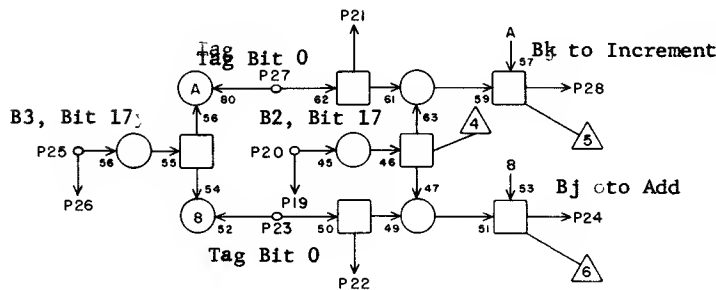 P21
Tag Bit 0
A
Bk to Increment
P27
57
A
80
62
61
59
P28
B3, Bit 17
56
B2, Bit 17
63
4
5
P25
56
55
P20
45
46
8
Bj to Add
54
47
53
P26
P19
8
52
P23
50
49
51
P24
Tag Bit 0
P22
6